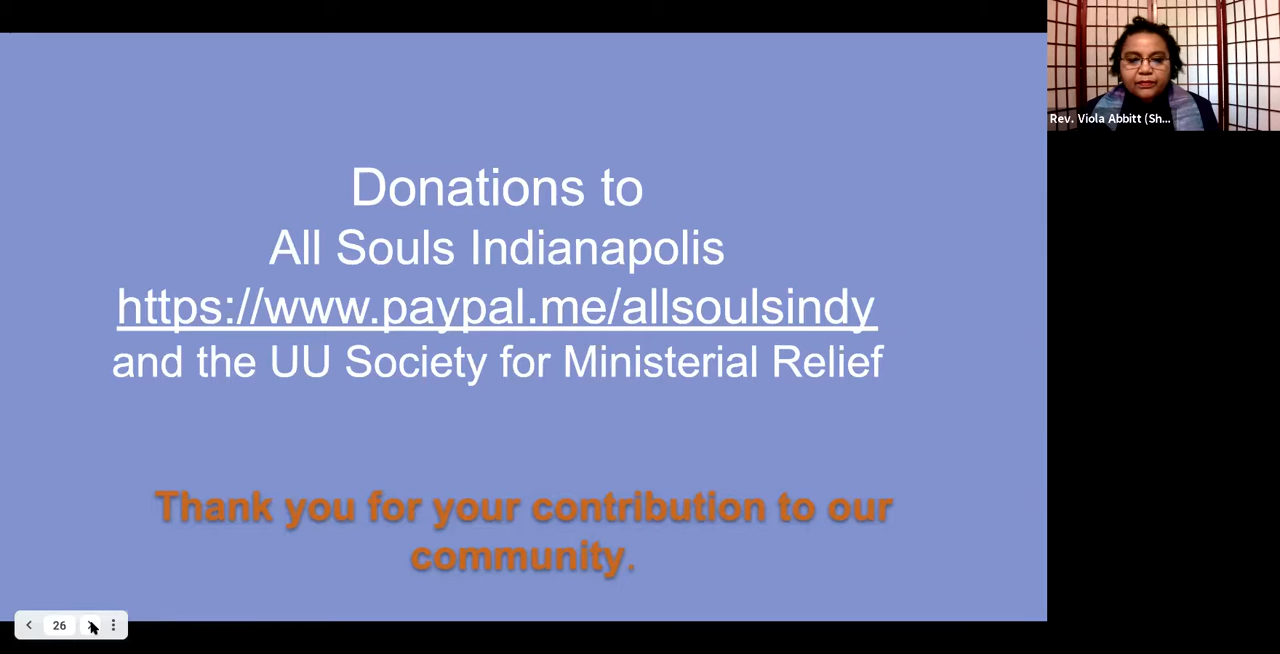 Donations to
All Souls Indianapolis
https://www.paypal.me/allsoulsindy
and the UU Society for Ministerial Relief
Thank you for your contribution to our
community.
Rev. Viola Abbitt (Sh...
26